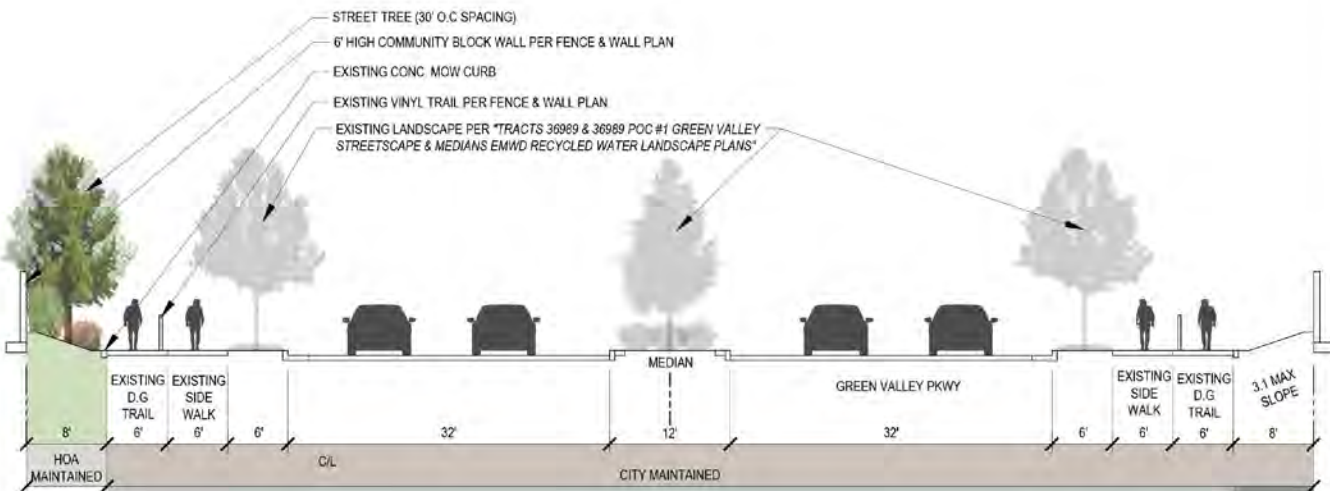 STREET TREE (30' O.C SPACING)
6' HIGH COMMUNITY BLOCK WALL PER FENCE & WALL PLAN
EXISTING CONC MOW CURB
EXISTING VINYL TRAIL PER FENCE & WALL PLAN
EXISTING LANDSCAPE PER "TRACTS 36989 & 36989 POC #1 GREEN VALLEY
STREETSCAPE & MEDIANS EMWD RECYCLED WATER LANDSCAPE PLANS"
MEDIAN
GREEN VALLEY PKWY
EXISTING
D.G
TRAIL
EXISTING
SIDE
WALK
EXISTING
SIDE
WALK
EXISTING
D.G
TRAIL
3.1 MAX
SLOPE
8' 6' 6' 6' 32' 12' 32' 6' 6' 6' 8'
HOA
MAINTAINED
C/L
CITY MAINTAINED